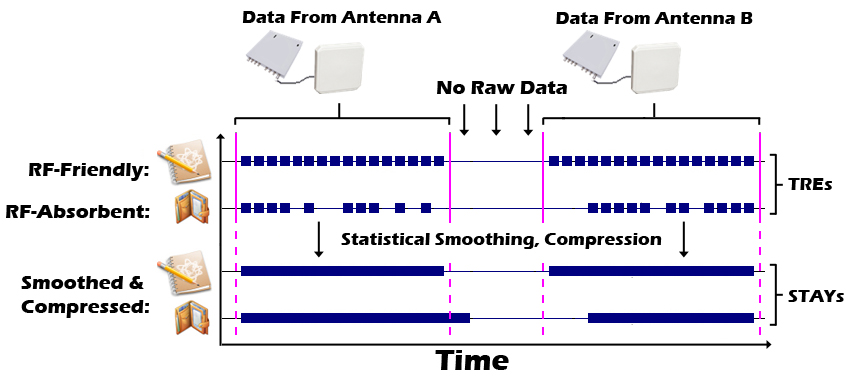 Data From Antenna A
Data From Antenna B
No Raw Data
RF-Friendly:
TREs
RF-Absorbent:
Statistical Smoothing, Compression
Smoothed &
Compressed:
STAYs
Time